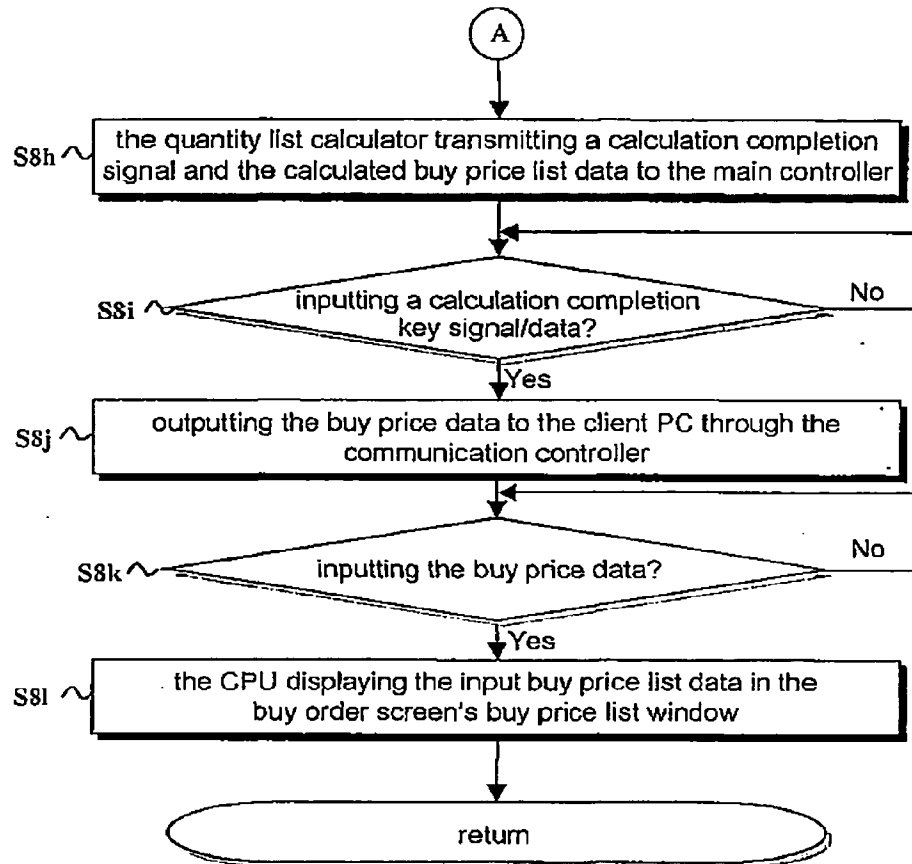 A
S8h
the quantity list calculator transmitting a calculation completion
signal and the calculated buy price list data to the main controller
S8i
inputting a calculation completion
key signal/data?
No
Yes
S8j
outputting the buy price data to the client PC through the
communication controller
S8k
inputting the buy price data?
No
Yes
S8l
the CPU displaying the input buy price list data in the
buy order screen's buy price list window
return